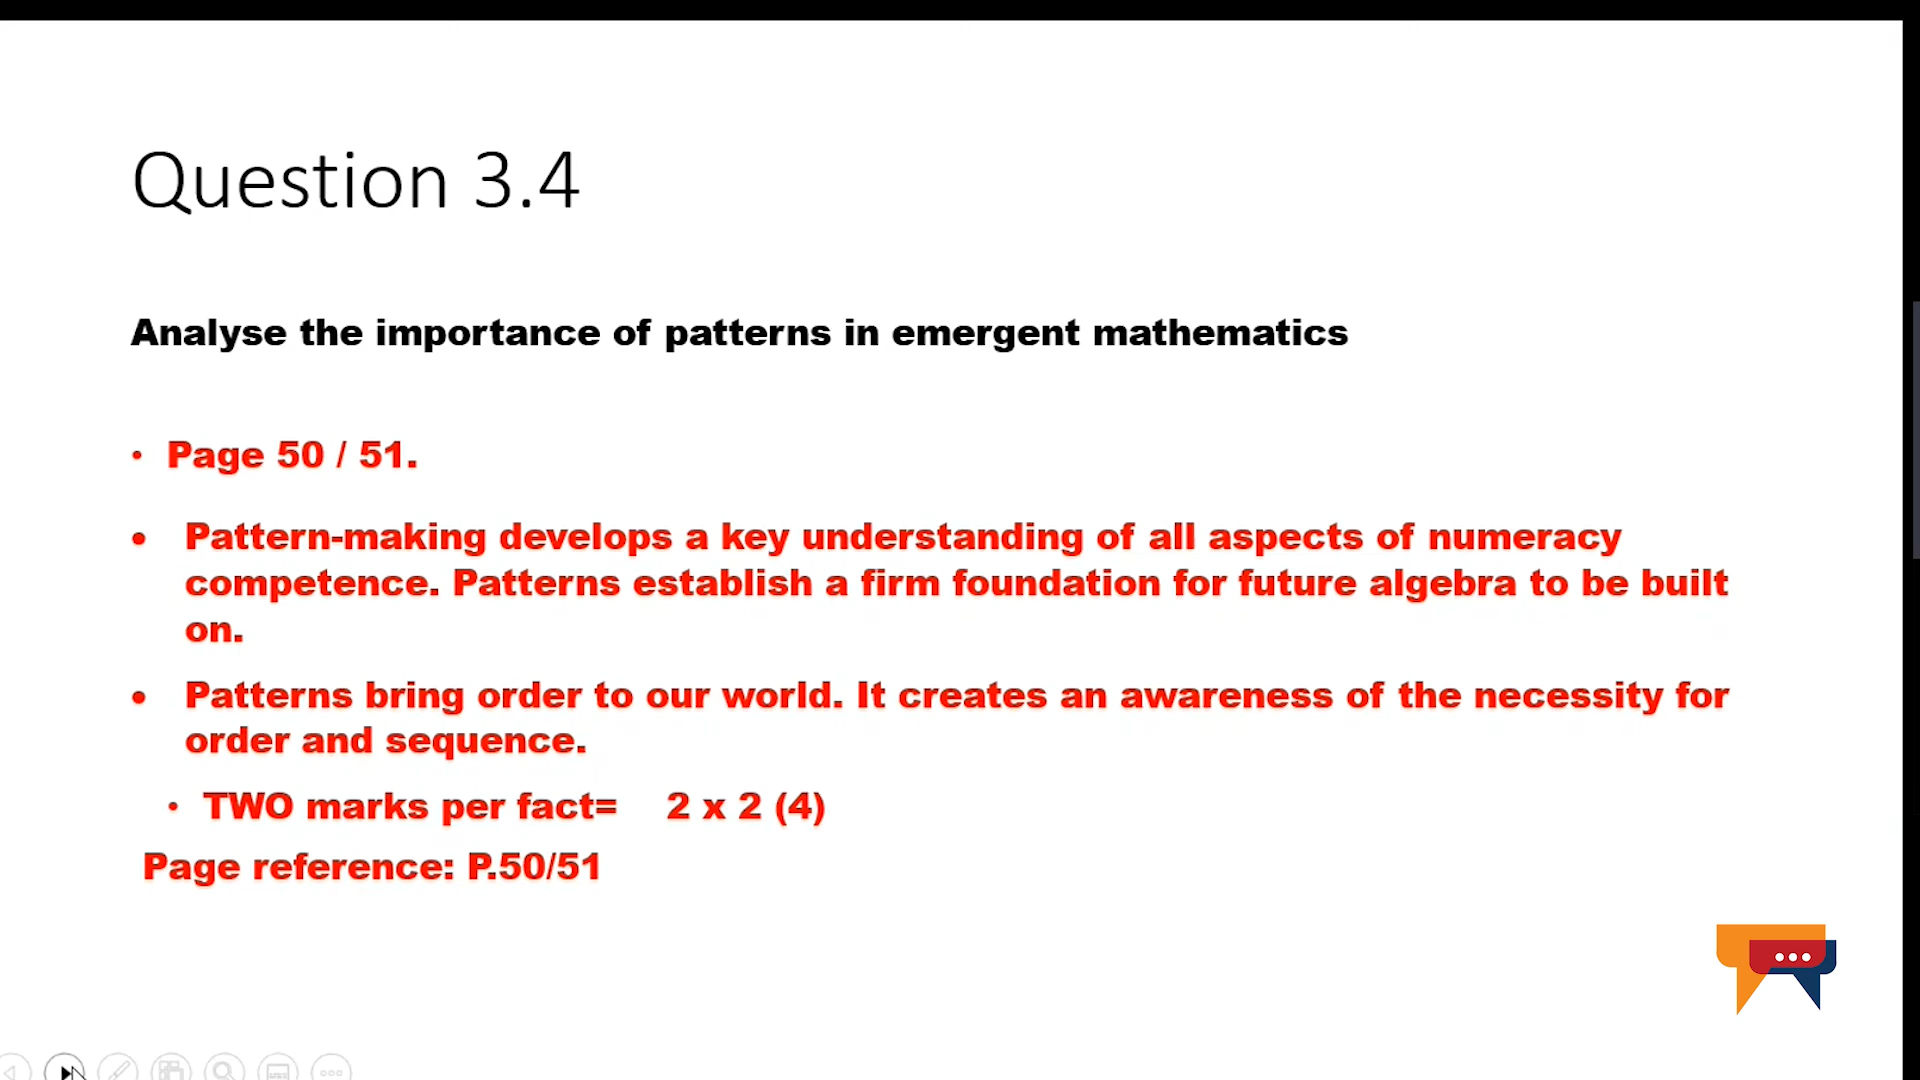 Question 3.4
Analyse the importance of patterns in emergent mathematics
• Page 50 / 51.
• Pattern-making develops a key understanding of all aspects of numeracy
competence. Patterns establish a firm foundation for future algebra to be built
on.
• Patterns bring order to our world. It creates an awareness of the necessity for
order and sequence.
• TWO marks per fact= 2 x 2 (4)
Page reference: P.50/51